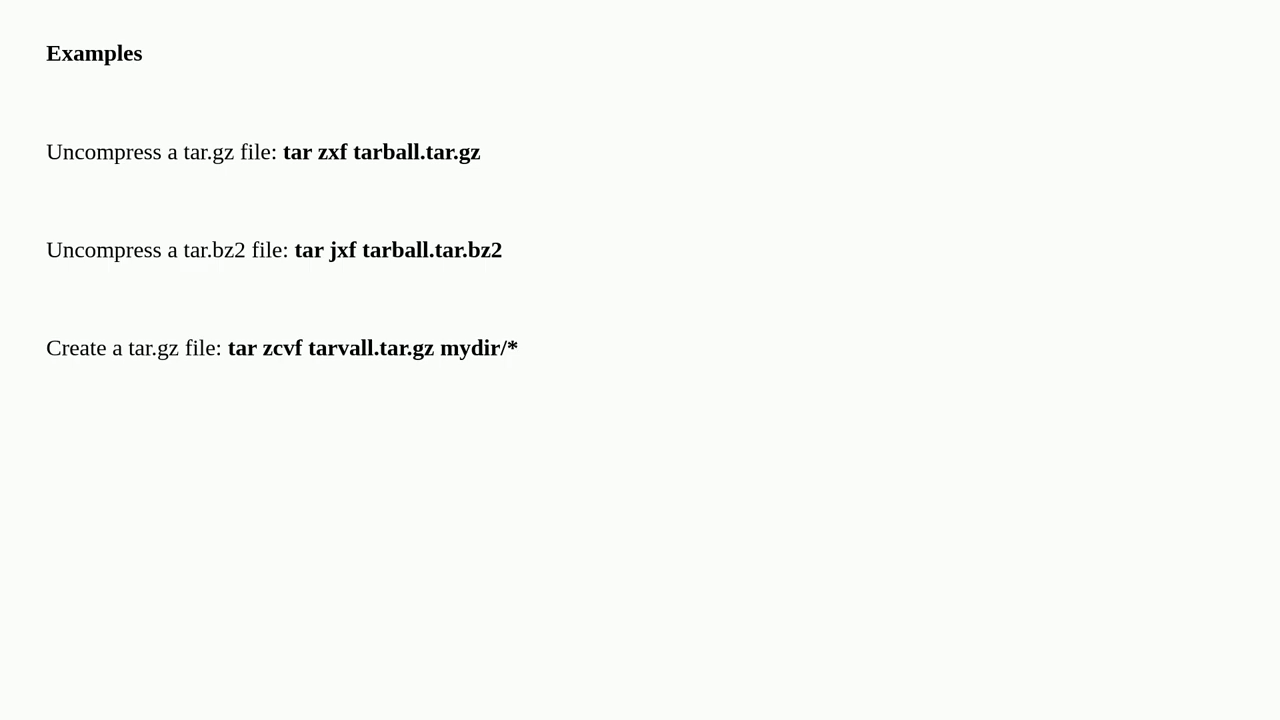 Examples
Uncompress a tar.gz file: tar zxf tarball.tar.gz
Uncompress a tar.bz2 file: tar jxf tarball.tar.bz2
Create a tar.gz file: tar zcvf tarvall.tar.gz mydir/*